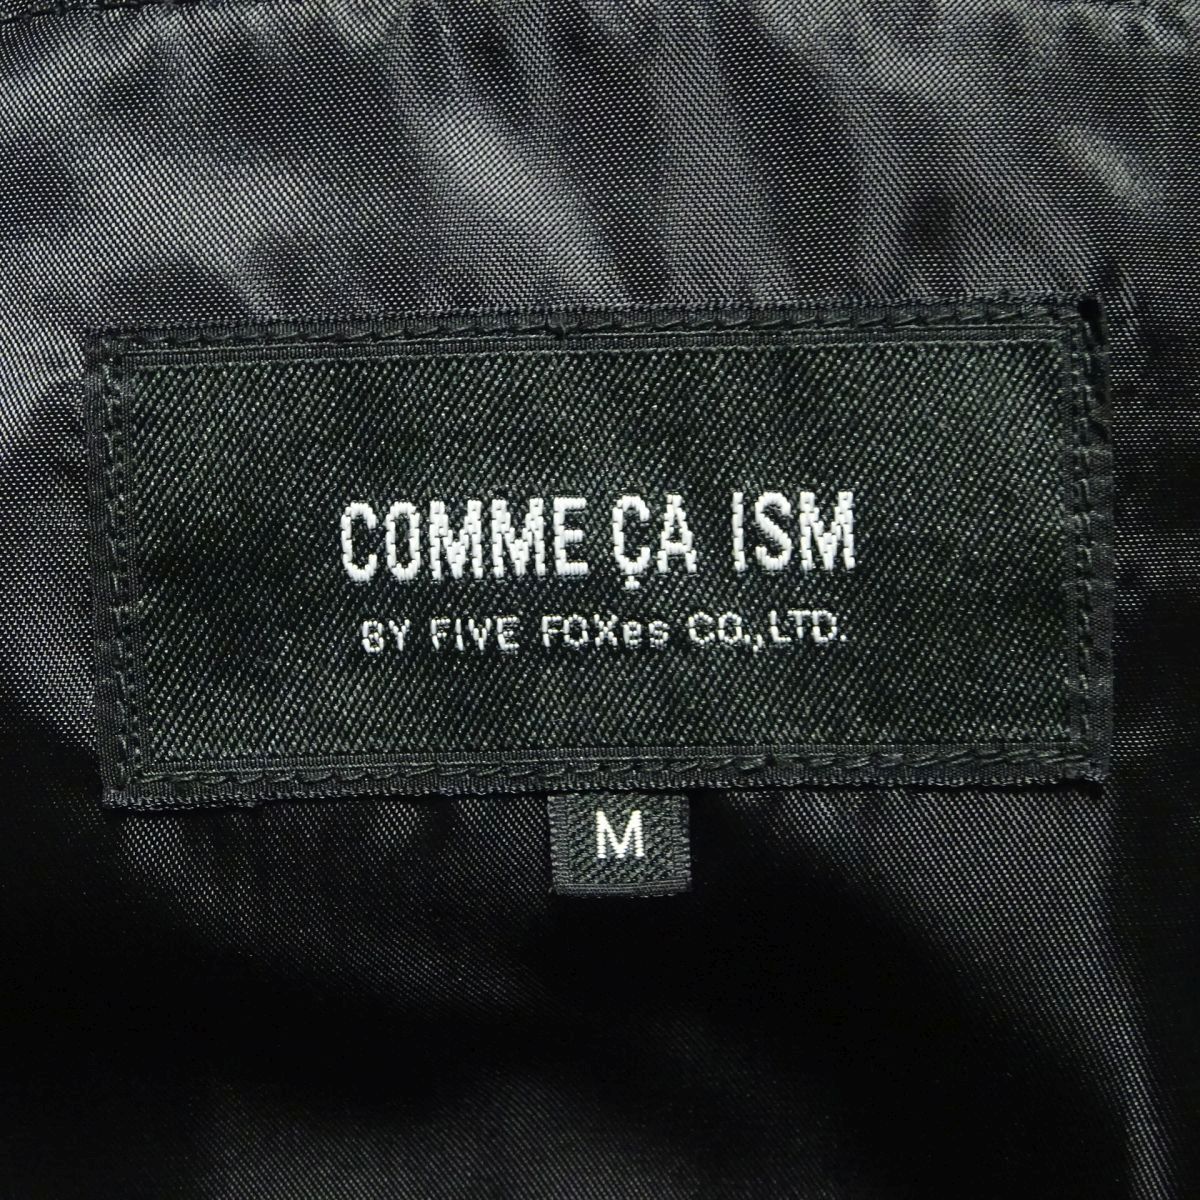 COMME ÇA ISM
BY FIVE FOXes CO.,LTD.
M